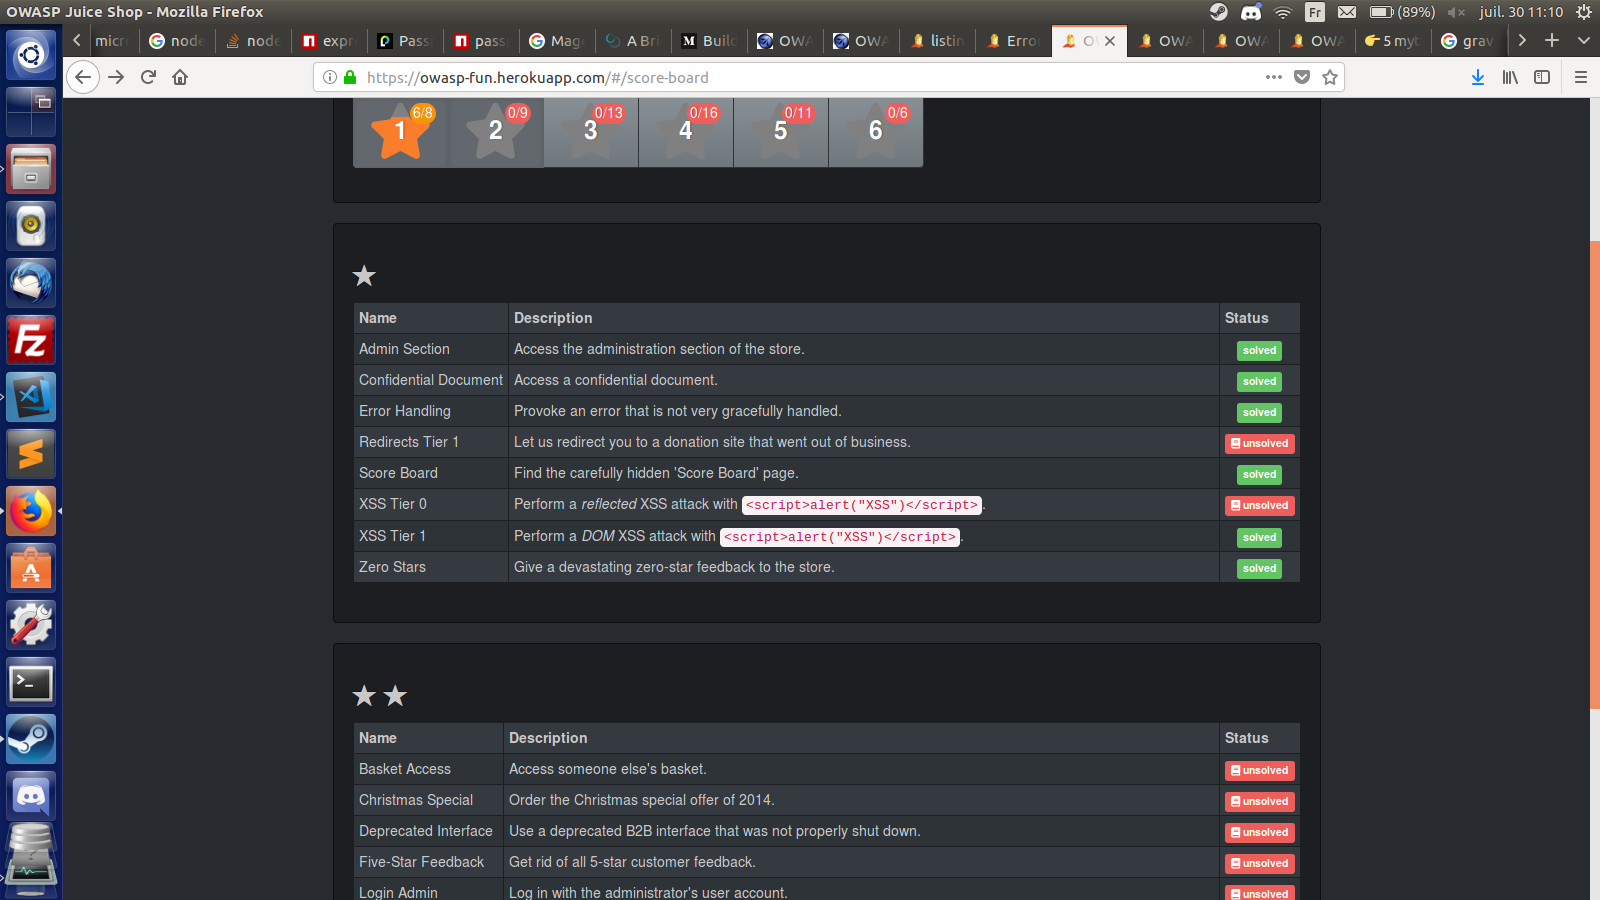 OWASP Juice Shop - Mozilla Firefox
Fr (89%) juil. 30 11:10
micro node node expr Pass pass Mag A Bri Build OWA OWA listin Erro OWA OWA OWA 5 myt grav
https://owasp-fun.herokuapp.com/#/score-board
6/8 0/9 0/13 0/16 0/11 0/6
1 2 3 4 5 6
Name Description Status
Admin Section Access the administration section of the store. solved
Confidential Document Access a confidential document. solved
Error Handling Provoke an error that is not very gracefully handled. solved
Redirects Tier 1 Let us redirect you to a donation site that went out of business. unsolved
Score Board Find the carefully hidden 'Score Board' page. solved
XSS Tier 0 Perform a reflected XSS attack with <script>alert("XSS")</script>. unsolved
XSS Tier 1 Perform a DOM XSS attack with <script>alert("XSS")</script>. solved
Zero Stars Give a devastating zero-star feedback to the store. solved
Name Description Status
Basket Access Access someone else's basket. unsolved
Christmas Special Order the Christmas special offer of 2014. unsolved
Deprecated Interface Use a deprecated B2B interface that was not properly shut down. unsolved
Five-Star Feedback Get rid of all 5-star customer feedback. unsolved
Login Admin Log in with the administrator's user account. unsolved